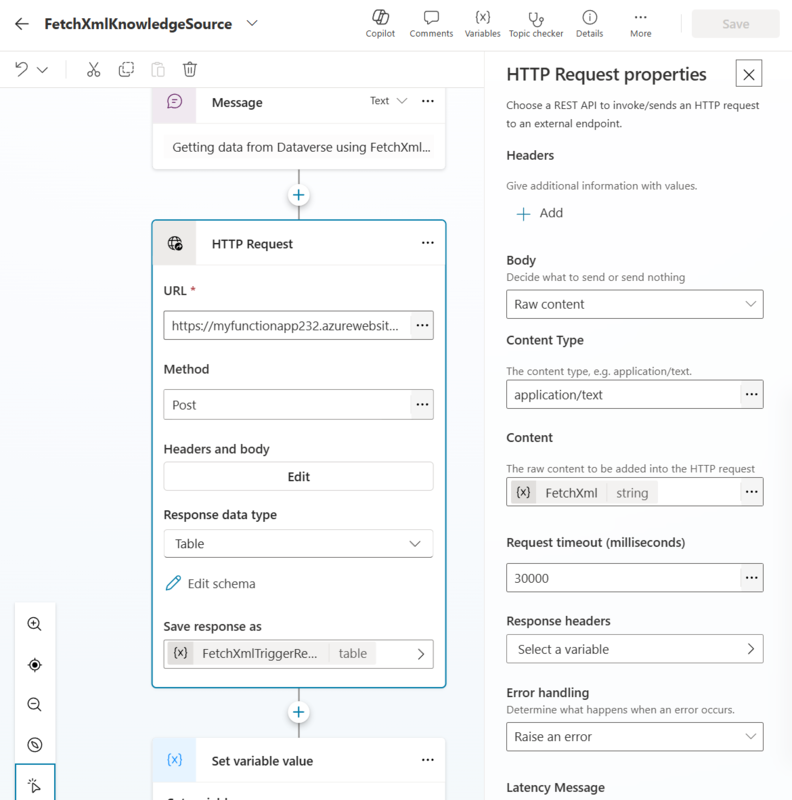 FetchXmlKnowledgeSource
Copilot
Comments
{x}
Variables
Topic checker
Details
More
Save
Message
Text
Getting data from Dataverse using FetchXml...
HTTP Request
URL *
https://myfunctionapp232.azurewebsit...
Method
Post
Headers and body
Edit
Response data type
Table
Edit schema
Save response as
{x} FetchXmlTriggerRe... table
{x} Set variable value
HTTP Request properties
Choose a REST API to invoke/sends an HTTP request
to an external endpoint.
Headers
Give additional information with values.
Add
Body
Decide what to send or send nothing
Raw content
Content Type
The content type, e.g. application/text.
application/text
Content
The raw content to be added into the HTTP request
{x} FetchXml string
Request timeout (milliseconds)
30000
Response headers
Select a variable
Error handling
Determine what happens when an error occurs.
Raise an error
Latency Message